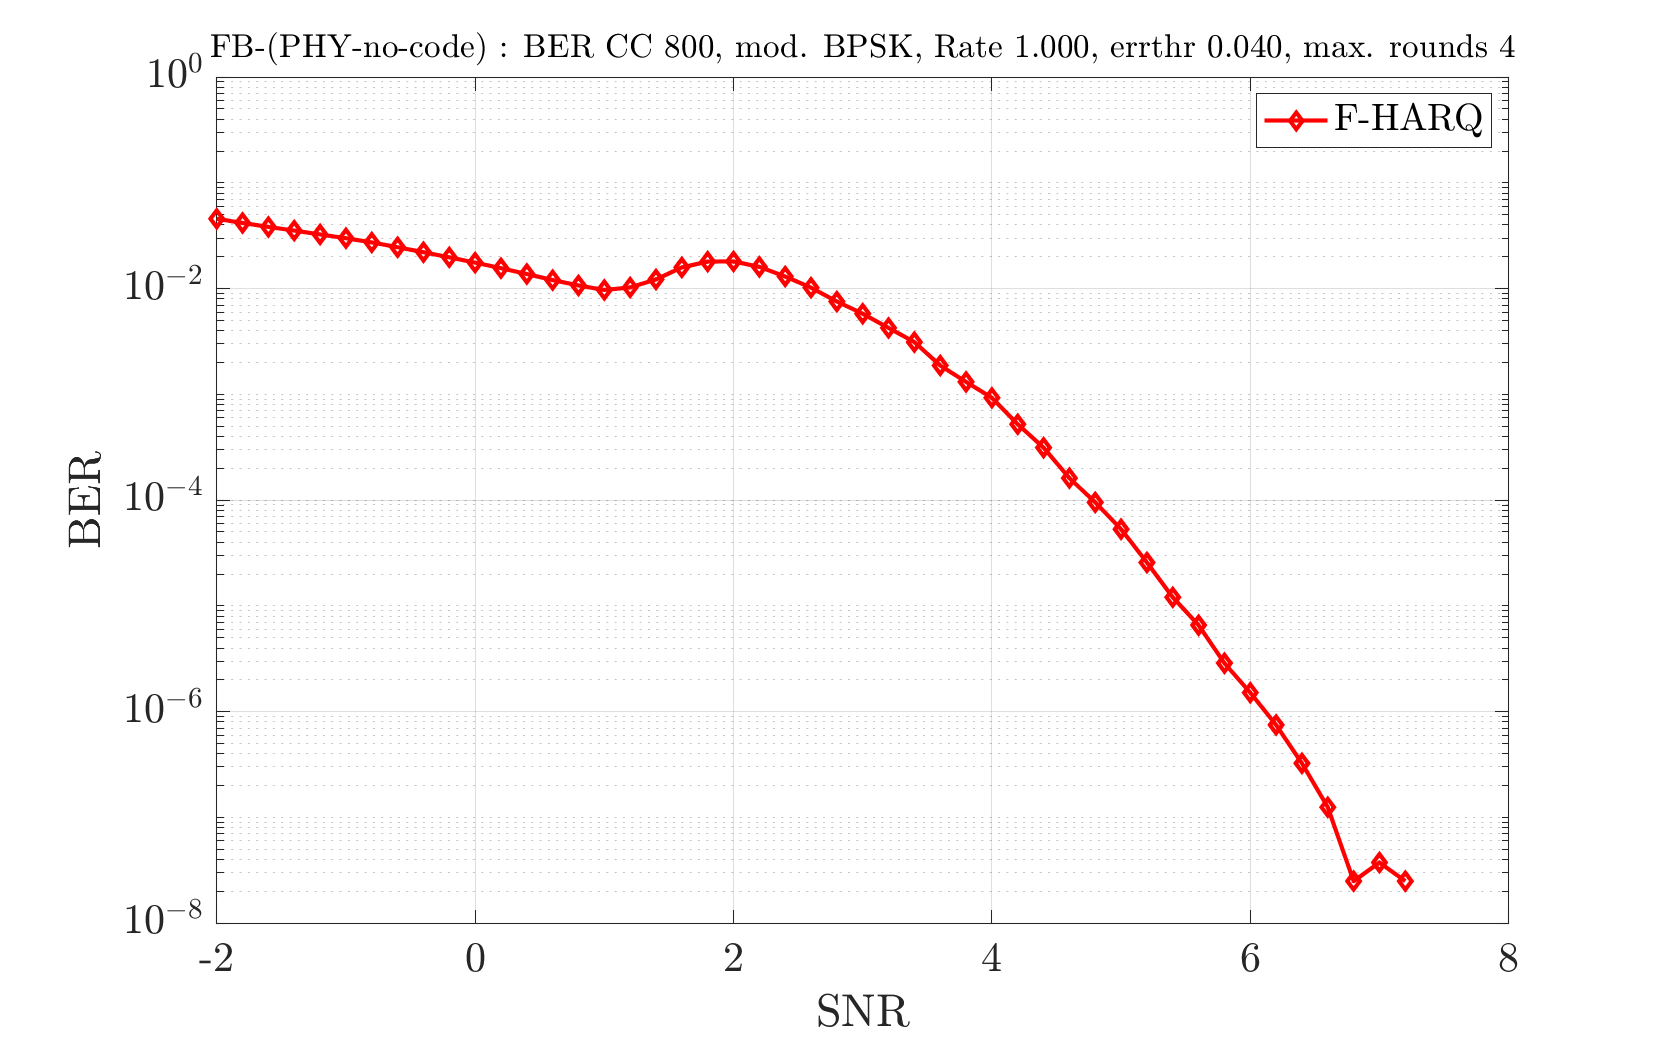 FB-(PHY-no-code) : BER CC 800, mod. BPSK, Rate 1.000, errthr 0.040, max. rounds 4
10^0
F-HARQ
10^-2
BER
10^-4
10^-6
10^-8
-2 0 2 4 6 8
SNR